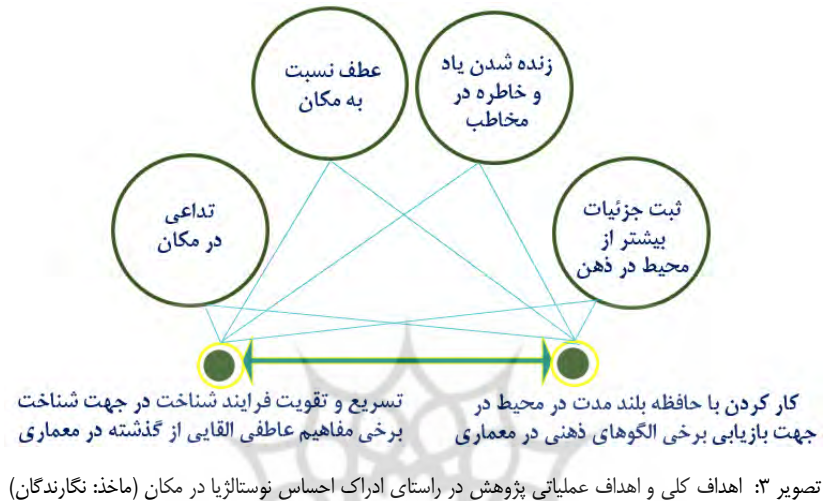 زنده شدن یاد
و خاطره در
مخاطب
عطف نسبت
به مکان
ثبت جزئیات
بیشتر از
محیط در ذهن
تداعی
در مکان
کار کردن با حافظه بلند مدت در محیط در
جهت بازیابی برخی الگوهای ذهنی در معماری
تسریع و تقویت فرایند شناخت در جهت شناخت
برخی مفاهیم عاطفی القایی از گذشته در معماری
تصویر ۳: اهداف کلی و اهداف عملیاتی پژوهش در راستای ادراک احساس نوستالژیا در مکان (ماخذ: نگارندگان)